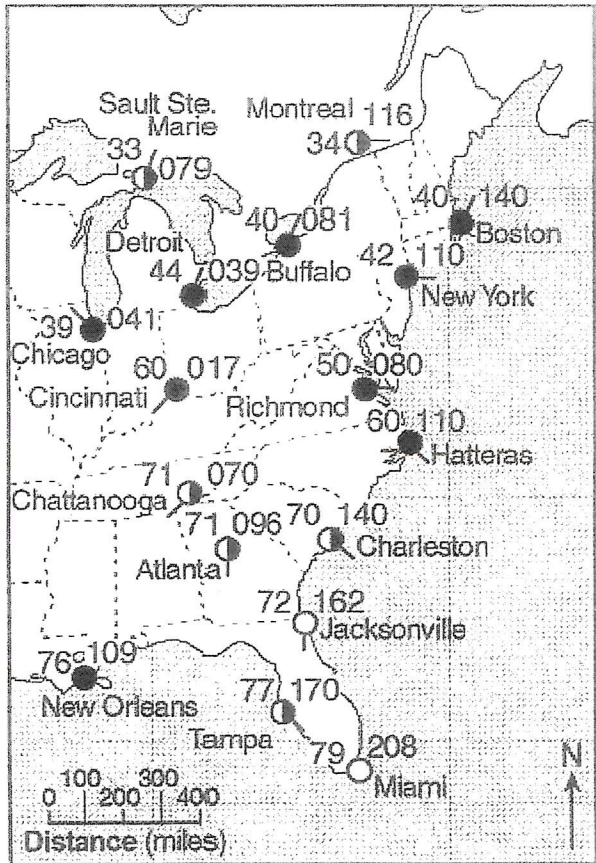 Sault Ste.
Marie
33 079
Montreal
116
34
40 140
Boston
40 081
Buffalo
Detroit
44 039
42 110
New York
39 041
Chicago
60 017
Cincinnati
50 080
Richmond
60 110
Hatteras
71 070
Chattanooga
71 096
Atlanta
70 140
Charleston
72 162
Jacksonville
76 109
New Orleans
77 170
Tampa
79 208
Miami
N
100 300
0 200 400
Distance (miles)